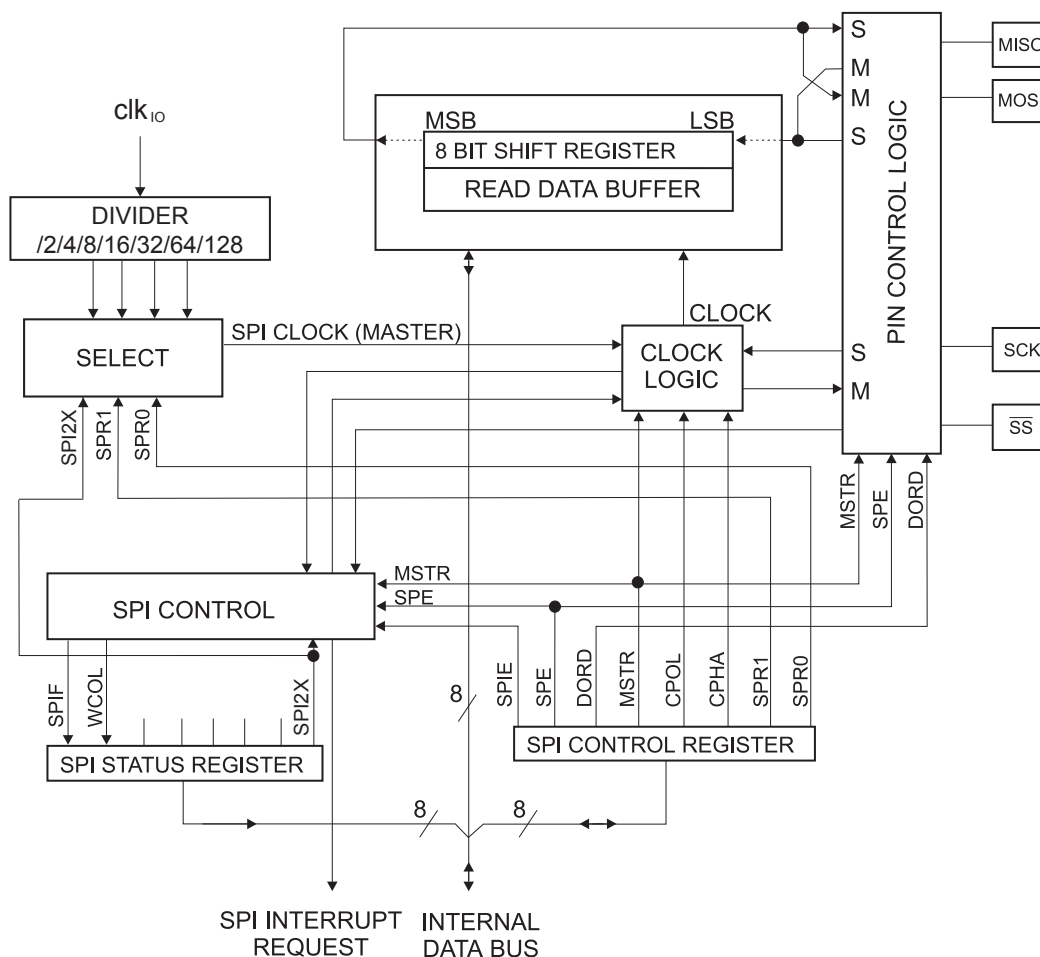 S
MISO
M
M
MOSI
clk IO
MSB
LSB
8 BIT SHIFT REGISTER
READ DATA BUFFER
S
PIN CONTROL LOGIC
DIVIDER
/2/4/8/16/32/64/128
CLOCK
SPI CLOCK (MASTER)
SELECT
CLOCK
LOGIC
S
M
SCK
SS
SPI2X
SPR1
SPR0
MSTR
SPE
DORD
MSTR
SPE
SPI CONTROL
SPIF
WCOL
SPI2X
8
SPIE
SPE
DORD
MSTR
CPOL
CPHA
SPR1
SPR0
SPI STATUS REGISTER
SPI CONTROL REGISTER
8
8
SPI INTERRUPT
REQUEST
INTERNAL
DATA BUS